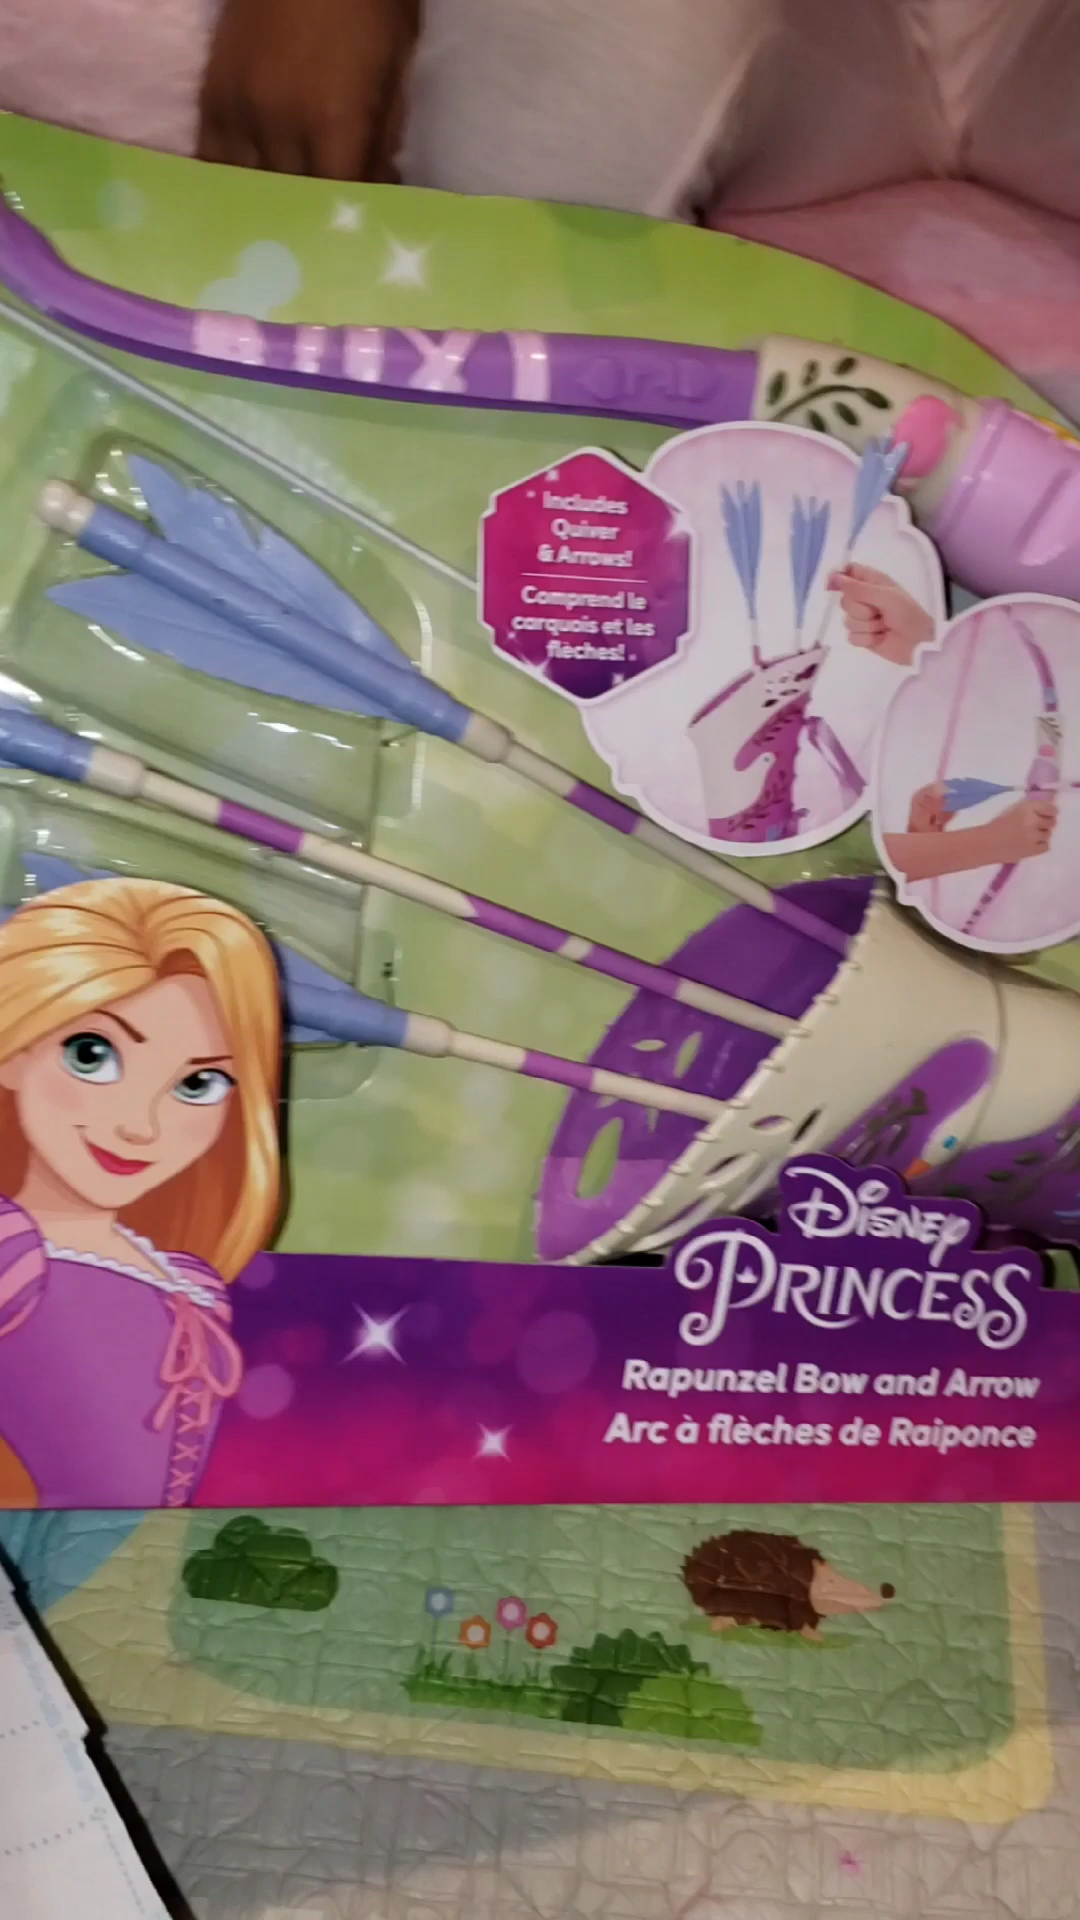 Includes
Quiver
& Arrows!
Comprend le
carquois et les
flèches!
DISNEY
PRINCESS
Rapunzel Bow and Arrow
Arc à flèches de Raiponce